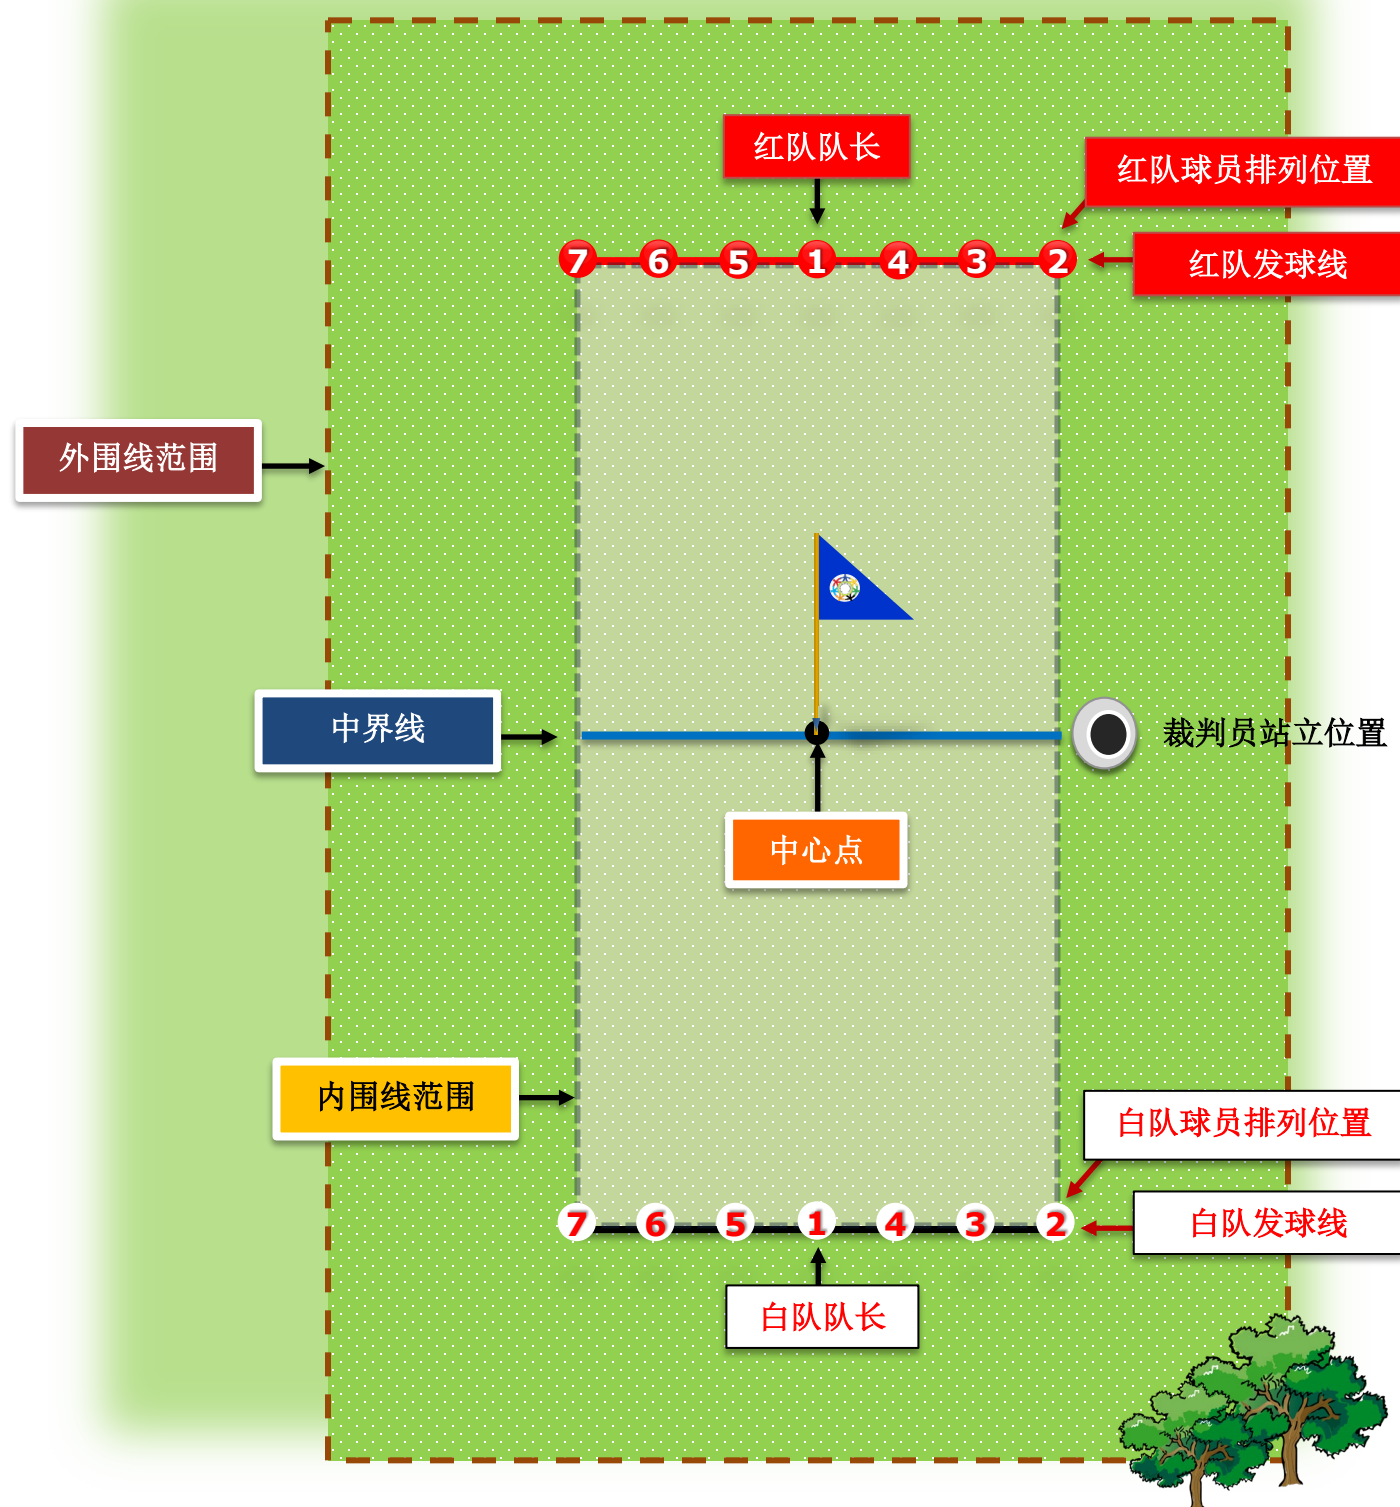 红队队长
红队球员排列位置
7 6 5 1 4 3 2
红队发球线
外围线范围
中界线
裁判员站立位置
中心点
内围线范围
白队球员排列位置
7 6 5 1 4 3 2
白队发球线
白队队长